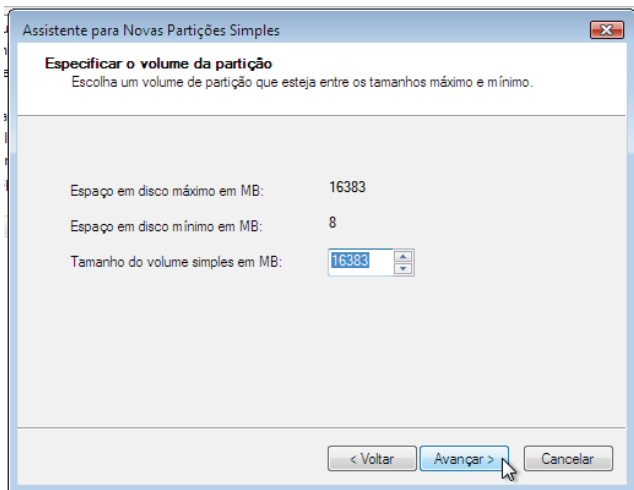 Assistente para Novas Partições Simples
Especificar o volume da partição
Escolha um volume de partição que esteja entre os tamanhos máximo e mínimo.
Espaço em disco máximo em MB: 16383
Espaço em disco mínimo em MB: 8
Tamanho do volume simples em MB: 16383
< Voltar Avançar > Cancelar